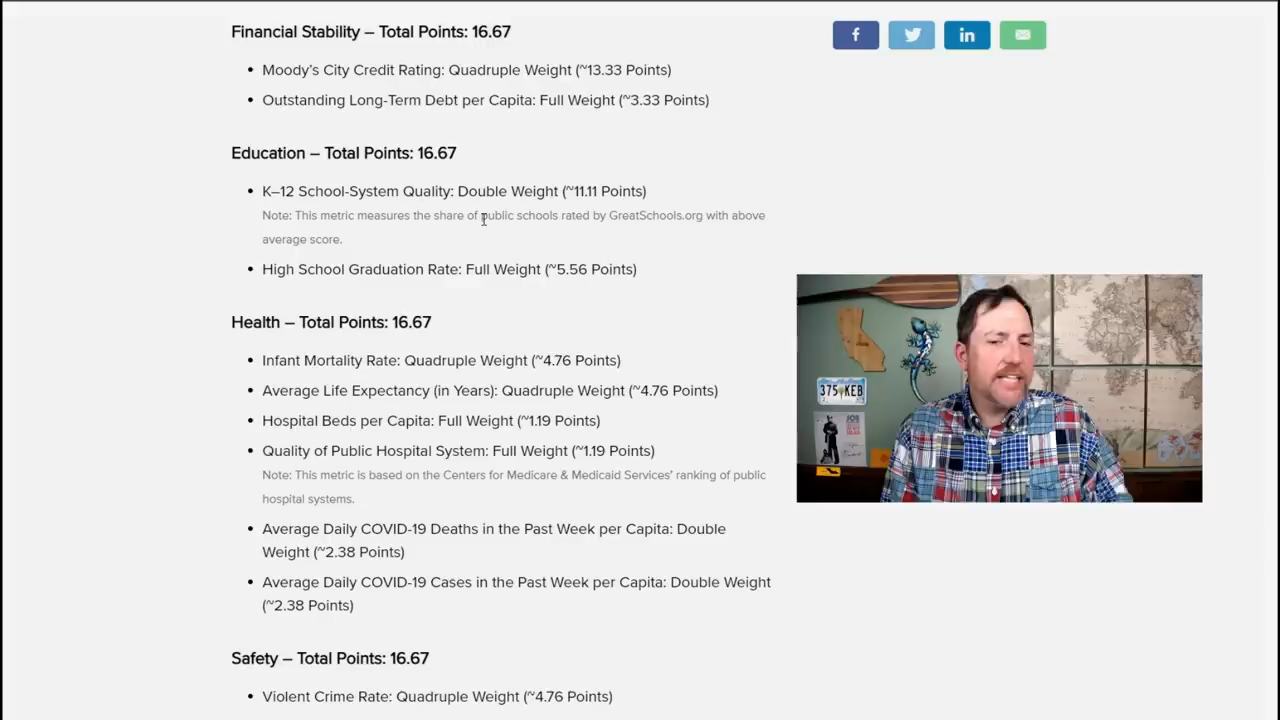 Financial Stability – Total Points: 16.67
• Moody's City Credit Rating: Quadruple Weight (~13.33 Points)
• Outstanding Long-Term Debt per Capita: Full Weight (~3.33 Points)
Education – Total Points: 16.67
• K–12 School-System Quality: Double Weight (~11.11 Points)
Note: This metric measures the share of public schools rated by GreatSchools.org with above
average score.
• High School Graduation Rate: Full Weight (~5.56 Points)
Health – Total Points: 16.67
• Infant Mortality Rate: Quadruple Weight (~4.76 Points)
• Average Life Expectancy (in Years): Quadruple Weight (~4.76 Points)
• Hospital Beds per Capita: Full Weight (~1.19 Points)
• Quality of Public Hospital System: Full Weight (~1.19 Points)
Note: This metric is based on the Centers for Medicare & Medicaid Services' ranking of public
hospital systems.
• Average Daily COVID-19 Deaths in the Past Week per Capita: Double
Weight (~2.38 Points)
• Average Daily COVID-19 Cases in the Past Week per Capita: Double Weight
(~2.38 Points)
Safety – Total Points: 16.67
• Violent Crime Rate: Quadruple Weight (~4.76 Points)
f
in
375 KEB
JOE